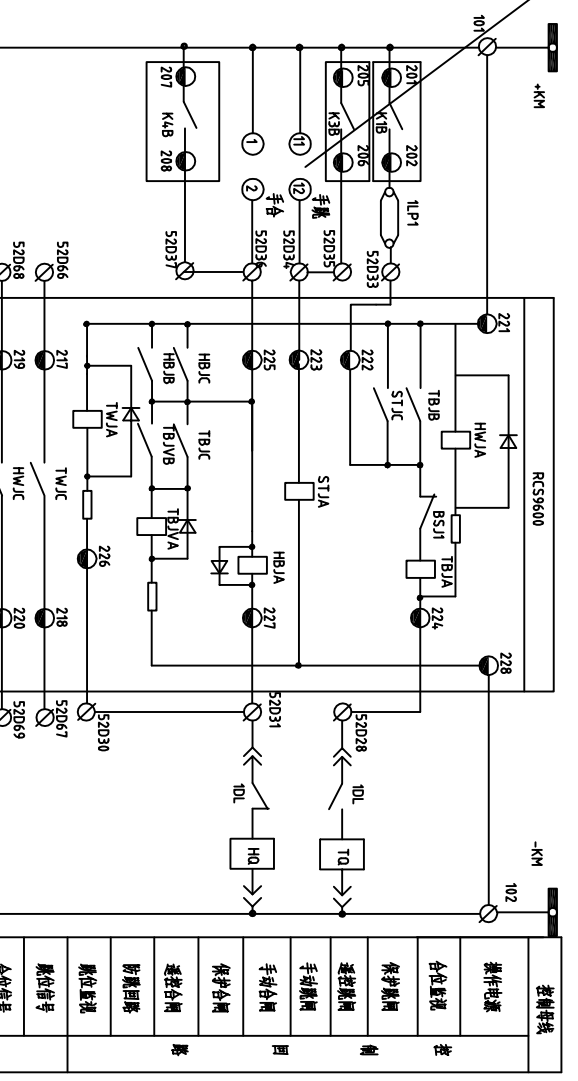 +KM
101
-KM
102
RCS9600
201
K1B
202
1LP1
52D33
205
K3B
206
52D35
11
12
手跳
52D34
1
2
手合
52D36
207
K4B
208
52D37
221
HWJA
228
222
TBJB
STJC
BSJ1
TBJA
224
223
STJA
225
HBJC
HBJB
TBJC
TBJVB
TBJVA
HBJA
227
TWJA
226
52D66
217
TWJC
218
52D67
52D68
219
HWJC
220
52D69
52D28
1DL
TQ
52D31
1DL
HQ
52D30
控制母线
操作电源
合位监视
保护跳闸
遥控跳闸
手动跳闸
手动合闸
保护合闸
遥控合闸
防跳回路
跳位监视
跳位信号
合位信号
控制回路